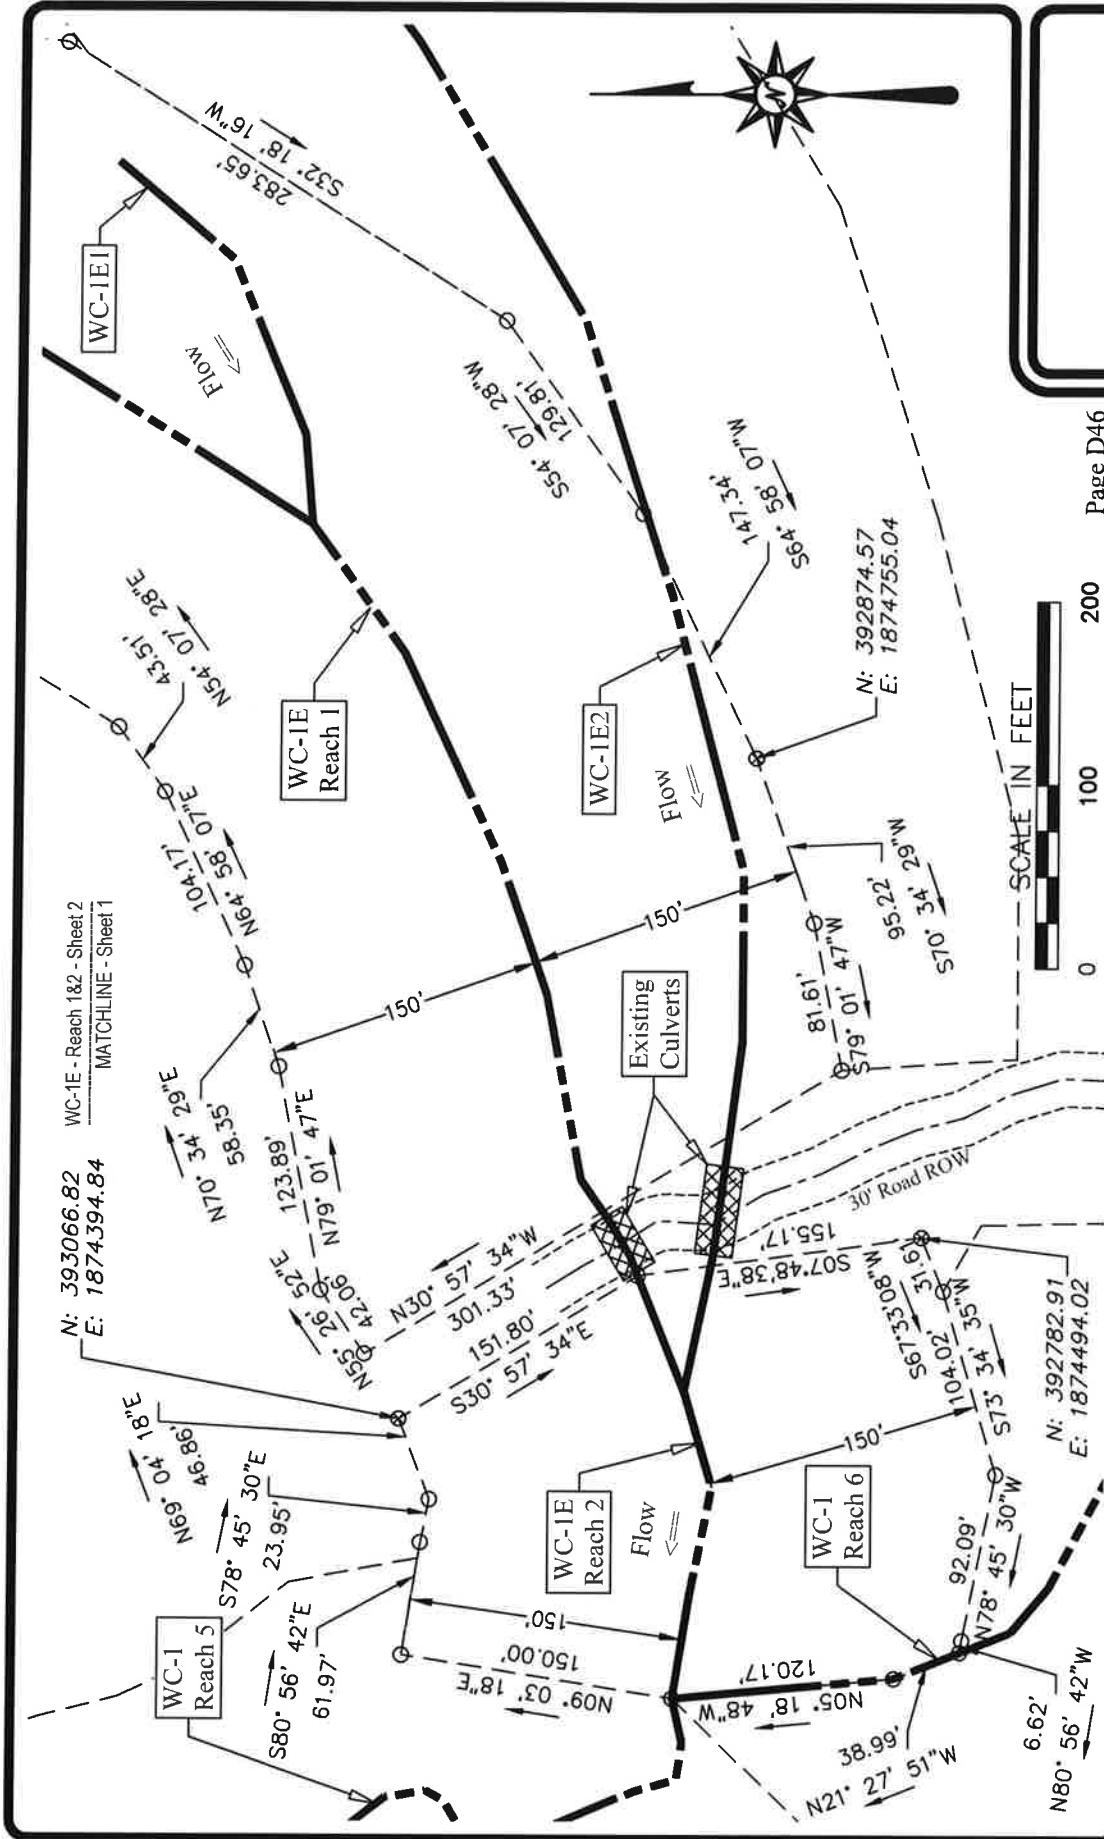 WC-1E - Reach 1&2 - Sheet 2
MATCHLINE - Sheet 1
N: 393066.82
E: 1874394.84
WC-1E1
Flow
S32° 18' 16"W
283.65'
N54° 07' 28"E
43.51'
N64° 58' 07"E
104.17'
N70° 34' 29"E
58.35'
N79° 01' 47"E
123.89'
N55° 26' 52"E
42.06'
N69° 04' 18"E
46.86'
S78° 45' 30"E
23.95'
S80° 56' 42"E
61.97'
WC-1
Reach 5
WC-1E
Reach 1
S54° 07' 28"W
129.81'
S64° 58' 07"W
147.34'
WC-1E2
Flow
N: 392874.57
E: 1874755.04
S70° 34' 29"W
95.22'
S79° 01' 47"W
81.61'
150'
150'
Existing
Culverts
30' Road ROW
N30° 57' 34"W
301.33'
151.80'
S30° 57' 34"E
S07°48'38"E
155.17'
S67°33'08"W
31.61
104.02'
S73° 34' 35"W
N: 392782.91
E: 1874494.02
WC-1E
Reach 2
Flow
150'
WC-1
Reach 6
92.09'
N78° 45' 30"W
6.62'
N80° 56' 42"W
38.99'
N21° 27' 51"W
N05° 18' 48"W
120.17'
N09° 03' 18"E
150.00'
150'
N
SCALE IN FEET
0
100
200
Page D46